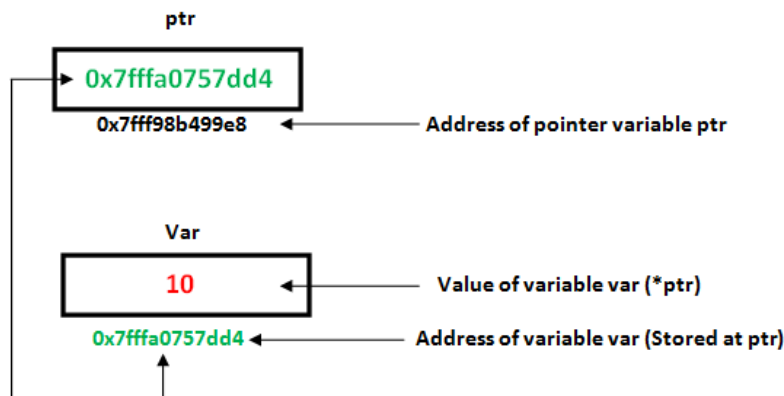 ptr
0x7fffa0757dd4
0x7fff98b499e8
Address of pointer variable ptr
Var
10
Value of variable var (*ptr)
0x7fffa0757dd4
Address of variable var (Stored at ptr)